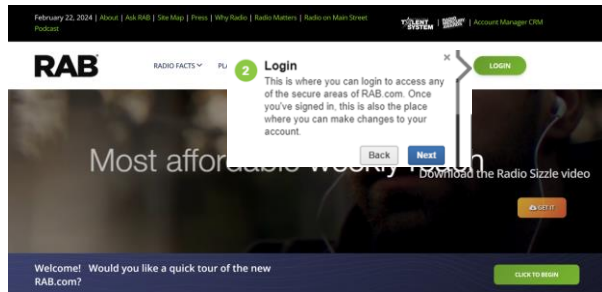 February 22, 2024 | About | Ask RAB | Site Map | Press | Why Radio | Radio Matters | Radio on Main Street
Podcast
TALENT
SYSTEM
| Account Manager CRM
RAB
RADIO FACTS
2
Login
×
This is where you can login to access any
of the secure areas of RAB.com. Once
you've signed in, this is also the place
where you can make changes to your
account.
Back
Next
LOGIN
Most affordable weekly reach
Download the Radio Sizzle video
GET IT
Welcome! Would you like a quick tour of the new
RAB.com?
CLICK TO BEGIN